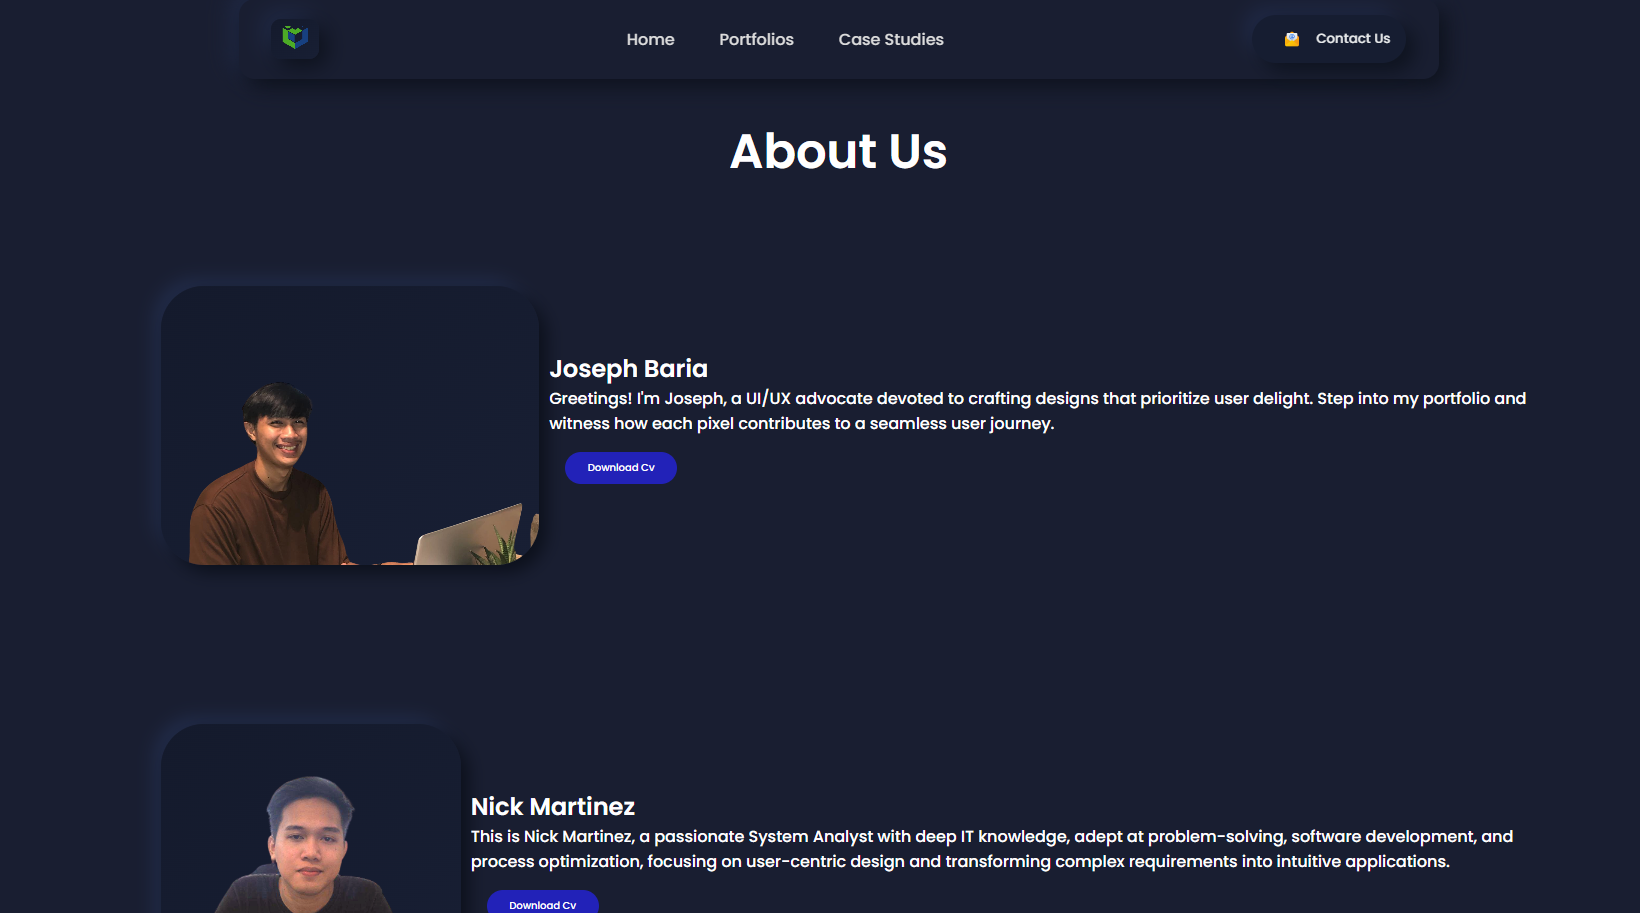 Home
Portfolios
Case Studies
Contact Us
About Us
Joseph Baria
Greetings! I'm Joseph, a UI/UX advocate devoted to crafting designs that prioritize user delight. Step into my portfolio and
witness how each pixel contributes to a seamless user journey.
Download Cv
Nick Martinez
This is Nick Martinez, a passionate System Analyst with deep IT knowledge, adept at problem-solving, software development, and
process optimization, focusing on user-centric design and transforming complex requirements into intuitive applications.
Download Cv